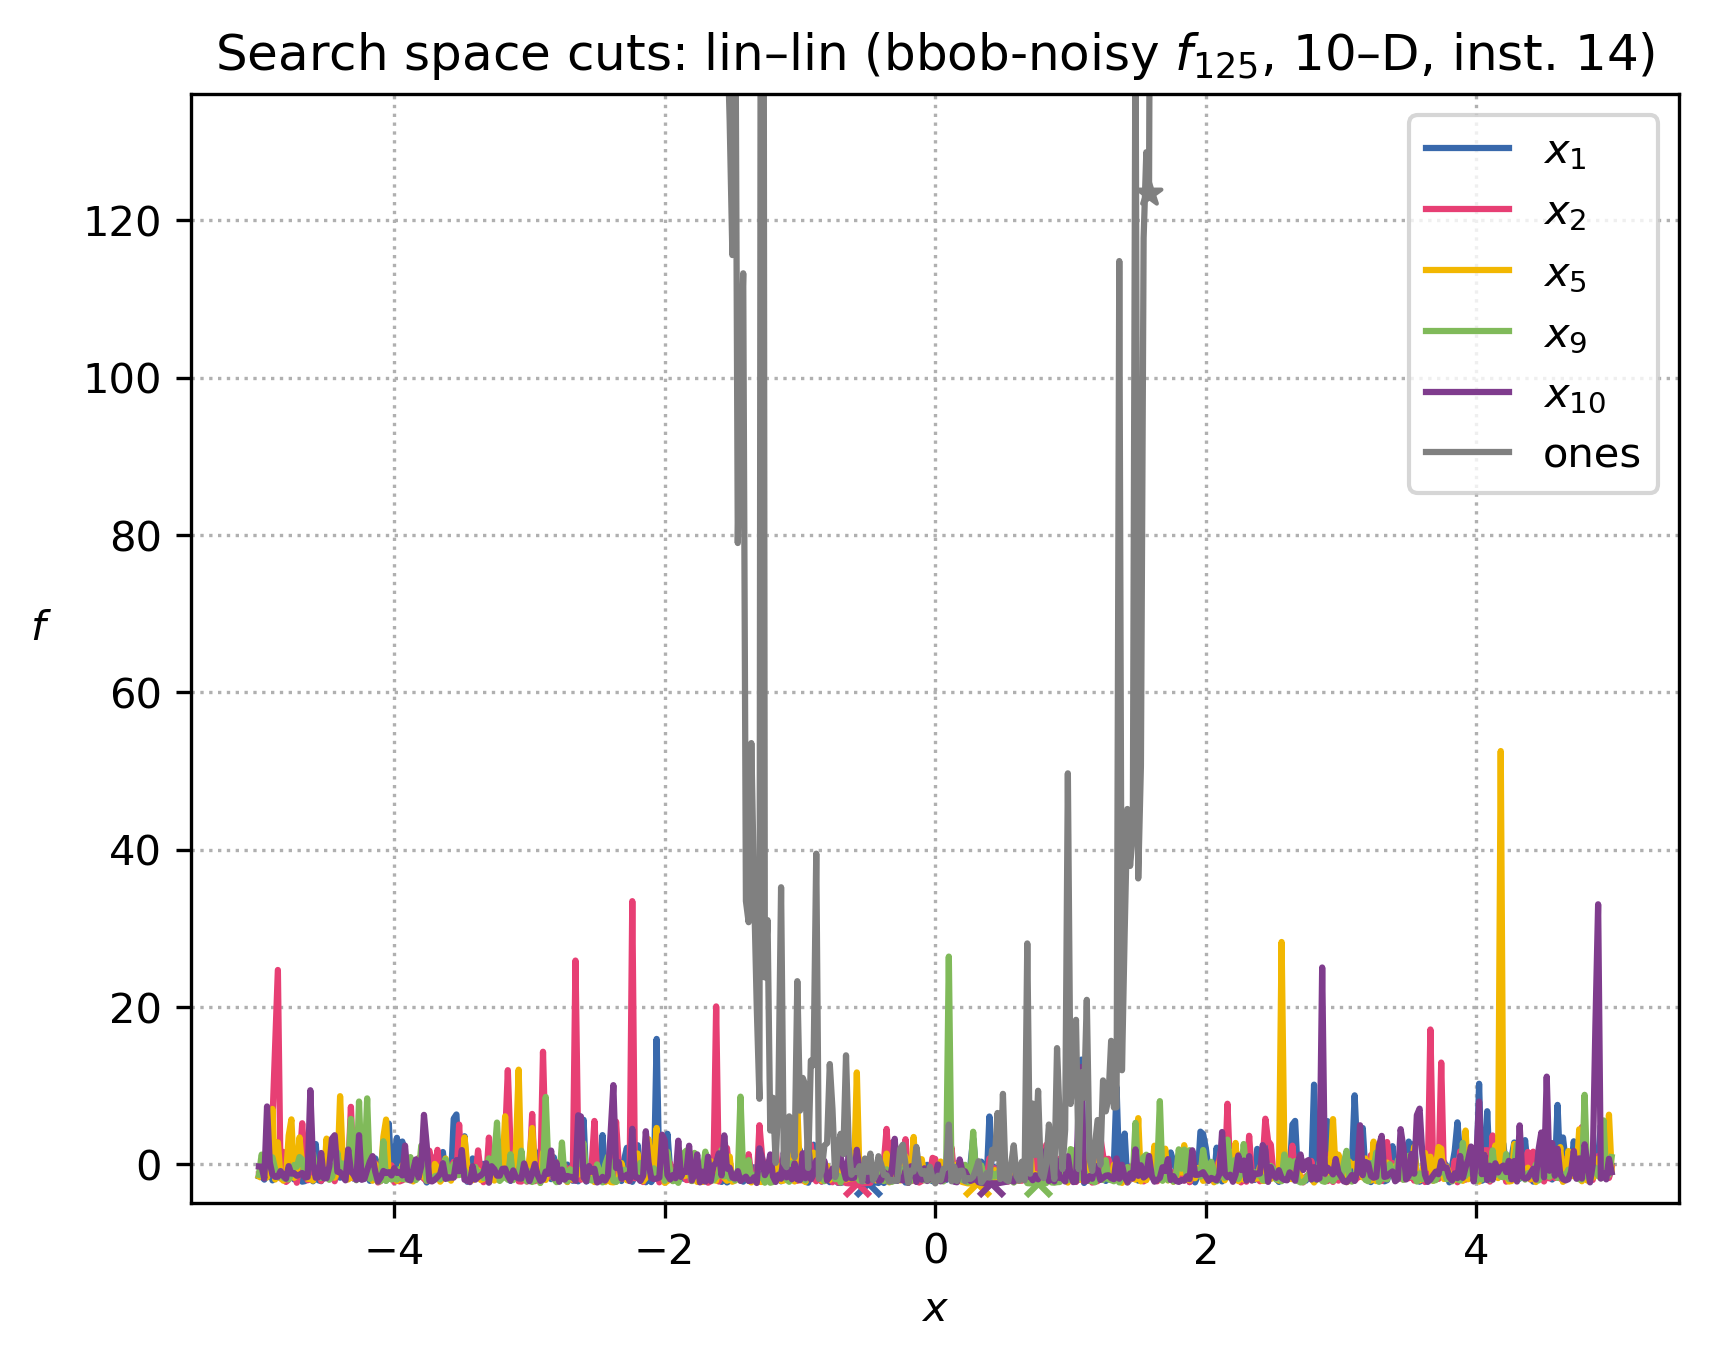 Search space cuts: lin–lin (bbob-noisy f₁₂₅, 10–D, inst. 14)
x₁
x₂
x₅
x₉
x₁₀
ones
120
100
80
60
40
20
0
f
−4
−2
0
2
4
x